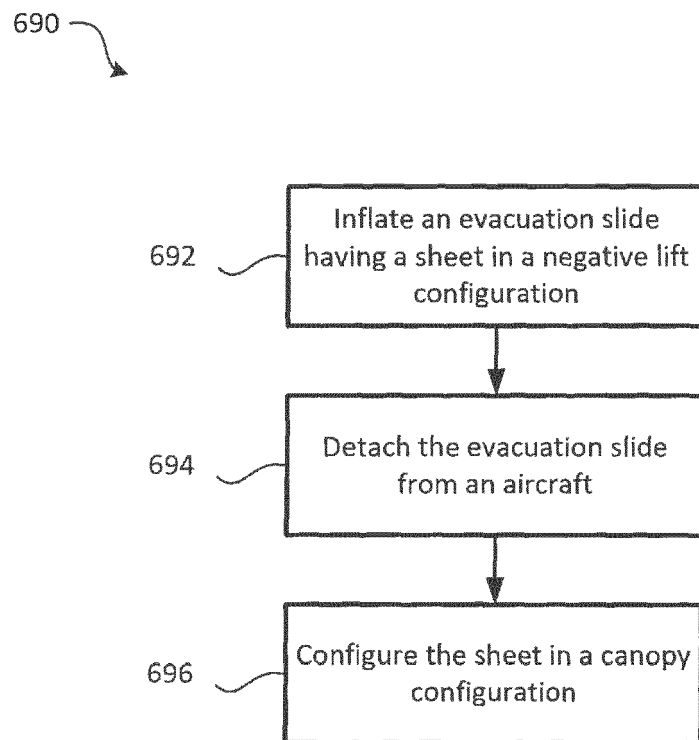 690
692
Inflate an evacuation slide
having a sheet in a negative lift
configuration
694
Detach the evacuation slide
from an aircraft
696
Configure the sheet in a canopy
configuration